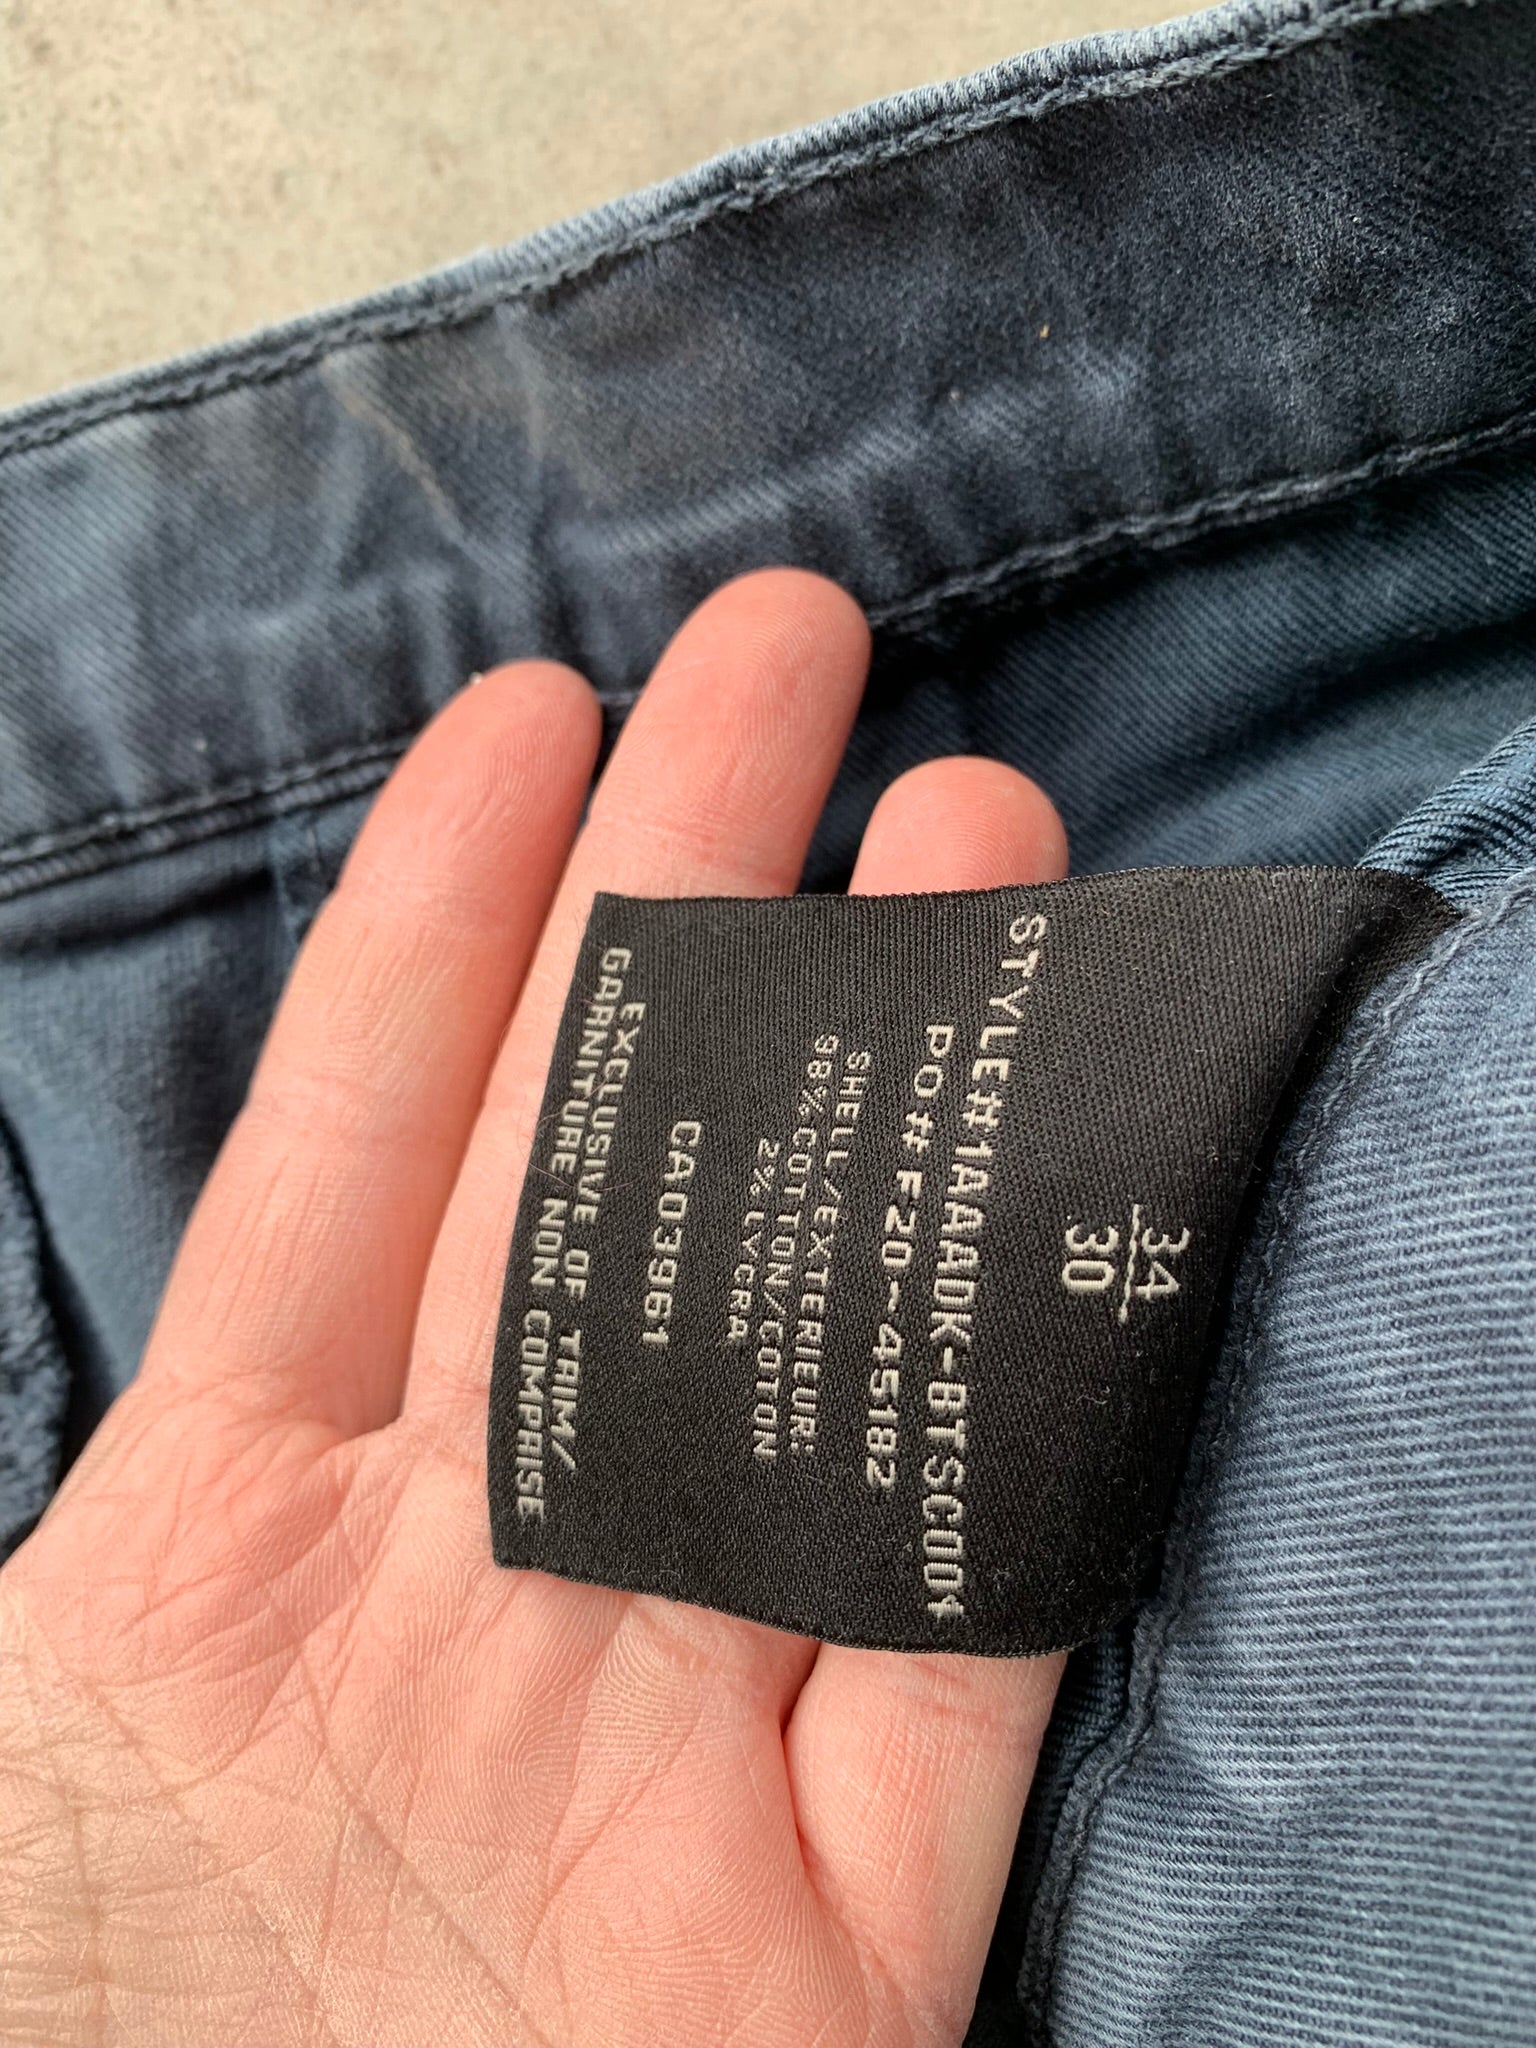 34
30
STYLE#1AAADK-BTSC001
PO#F20-45182
SHELL/EXTERIEUR:
98%COTTON/COTON
2% LYCRA
CA03961
EXCLUSIVE OF TRIM/
GARNITURE NON COMPRISE